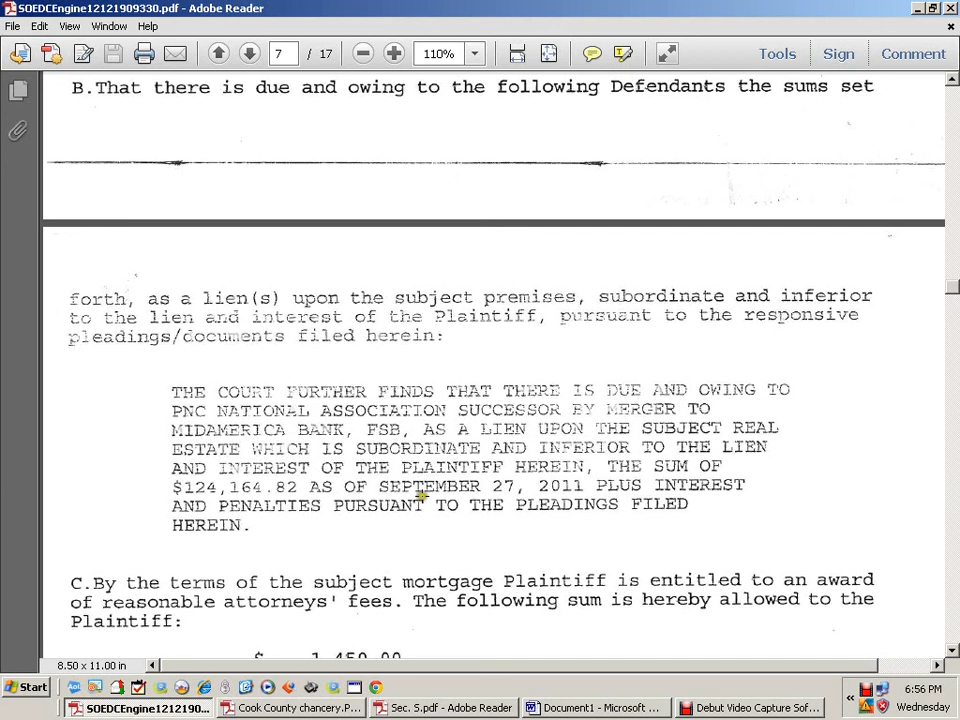 SOEDCEngine12121909330.pdf - Adobe Reader
File Edit View Window Help
7 / 17 110% Tools Sign Comment
B.That there is due and owing to the following Defendants the sums set
forth, as a lien(s) upon the subject premises, subordinate and inferior
to the lien and interest of the Plaintiff, pursuant to the responsive
pleadings/documents filed herein:
THE COURT FURTHER FINDS THAT THERE IS DUE AND OWING TO
PNC NATIONAL ASSOCIATION SUCCESSOR BY MERGER TO
MIDAMERICA BANK, FSB, AS A LIEN UPON THE SUBJECT REAL
ESTATE WHICH IS SUBORDINATE AND INFERIOR TO THE LIEN
AND INTEREST OF THE PLAINTIFF HEREIN, THE SUM OF
$124,164.82 AS OF SEPTEMBER 27, 2011 PLUS INTEREST
AND PENALTIES PURSUANT TO THE PLEADINGS FILED
HEREIN.
C.By the terms of the subject mortgage Plaintiff is entitled to an award
of reasonable attorneys' fees. The following sum is hereby allowed to the
Plaintiff:
$ 1,450.00
8.50 x 11.00 in
Start 6:56 PM
SOEDCEngine1212190... Cook County chancery.P... Sec. S.pdf - Adobe Reader Document1 - Microsoft ... Debut Video Capture Sof... Wednesday